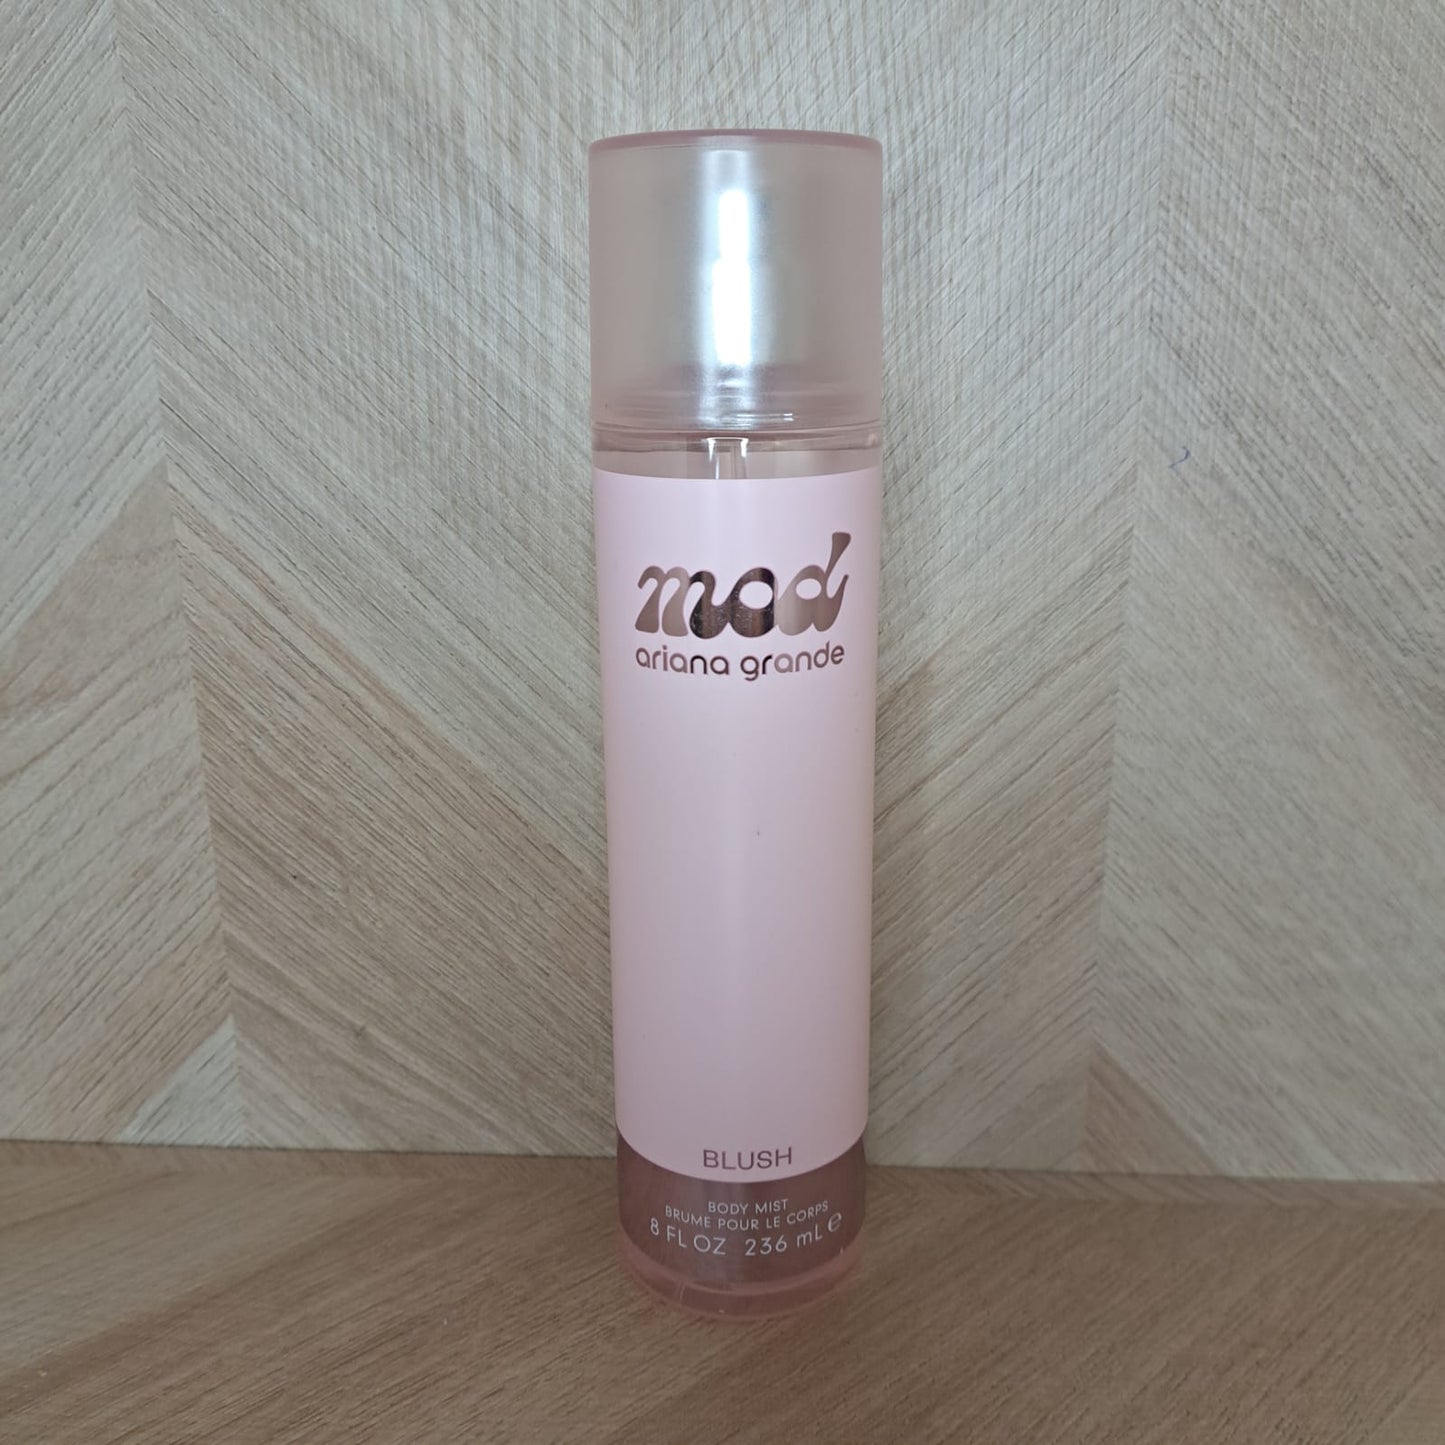 mod
ariana grande
BLUSH
BODY MIST
BRUME POUR LE CORPS
8 FL OZ 236 mL ℮